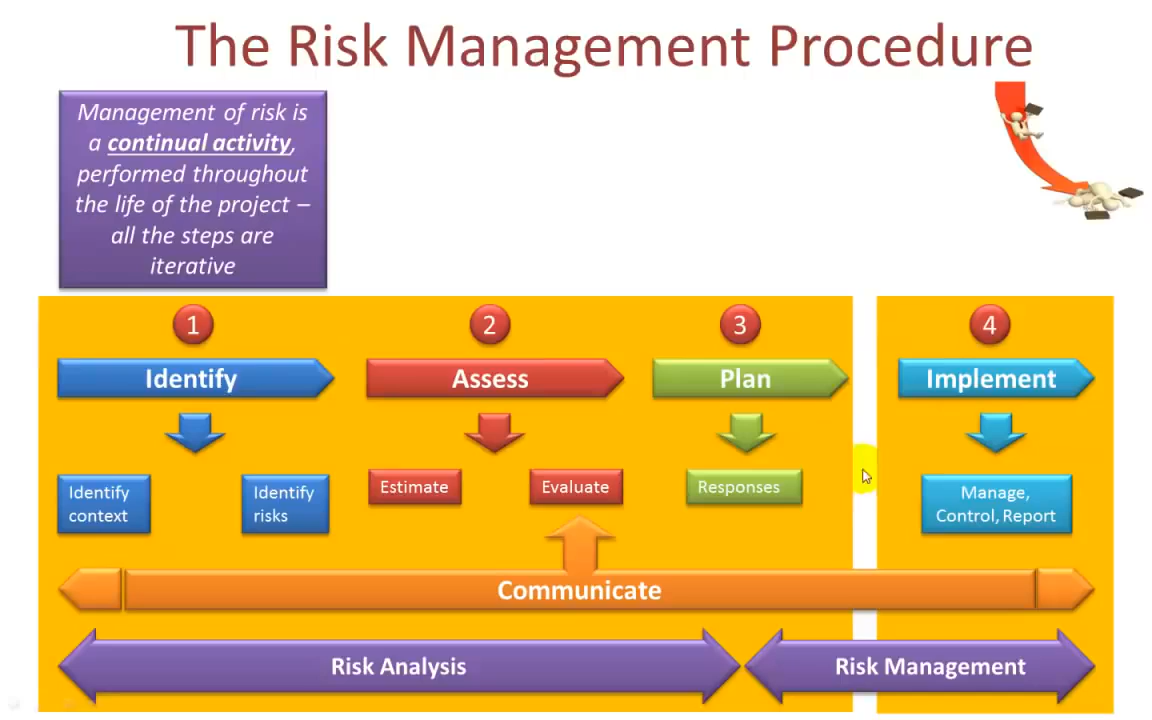 The Risk Management Procedure
Management of risk is
a continual activity,
performed throughout
the life of the project –
all the steps are
iterative
1
2
3
4
Identify
Assess
Plan
Implement
Identify
context
Identify
risks
Estimate
Evaluate
Responses
Manage,
Control, Report
Communicate
Risk Analysis
Risk Management